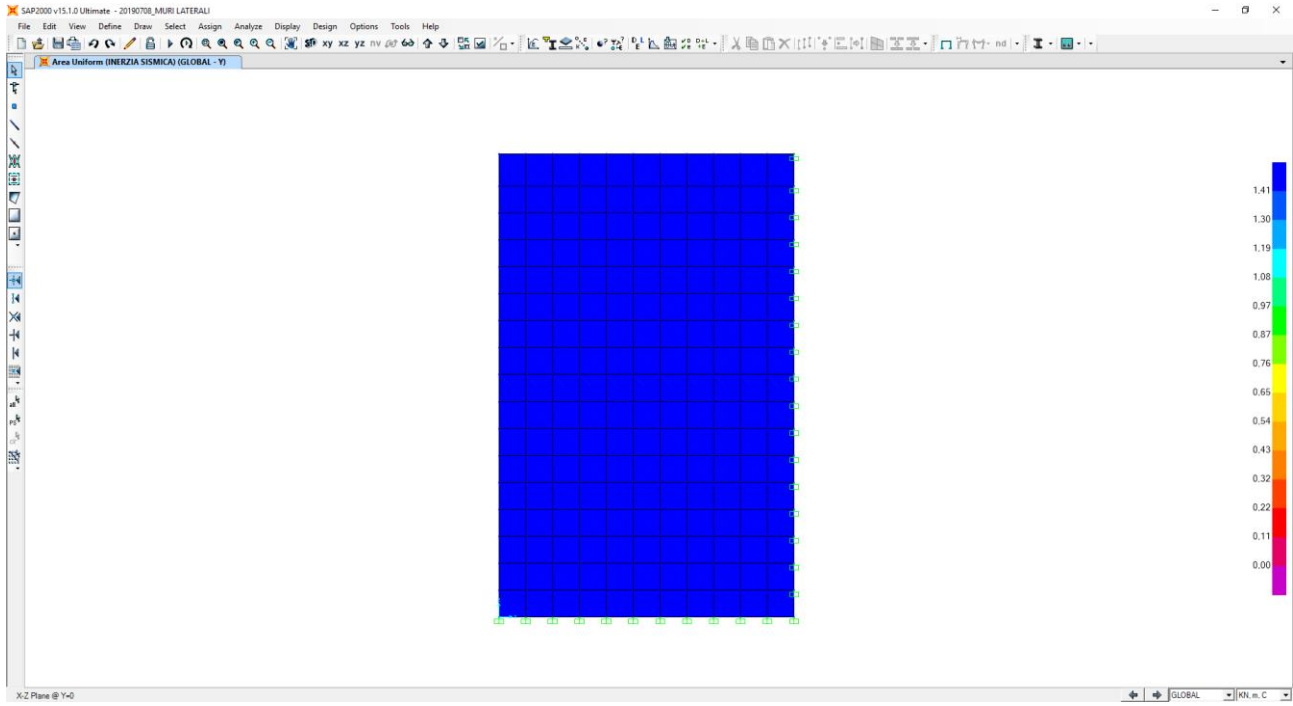 SAP2000 v15.1.0 Ultimate - 20190708_MURI LATERALI
File Edit View Define Draw Select Assign Analyze Display Design Options Tools Help
xy xz yz nv nd
Area Uniform (INERZIA SISMICA) (GLOBAL - Y)
1,41
1,30
1,19
1,08
0,97
0,87
0,76
0,65
0,54
0,43
0,32
0,22
0,11
0,00
X-Z Plane @ Y=0 GLOBAL KN, m, C